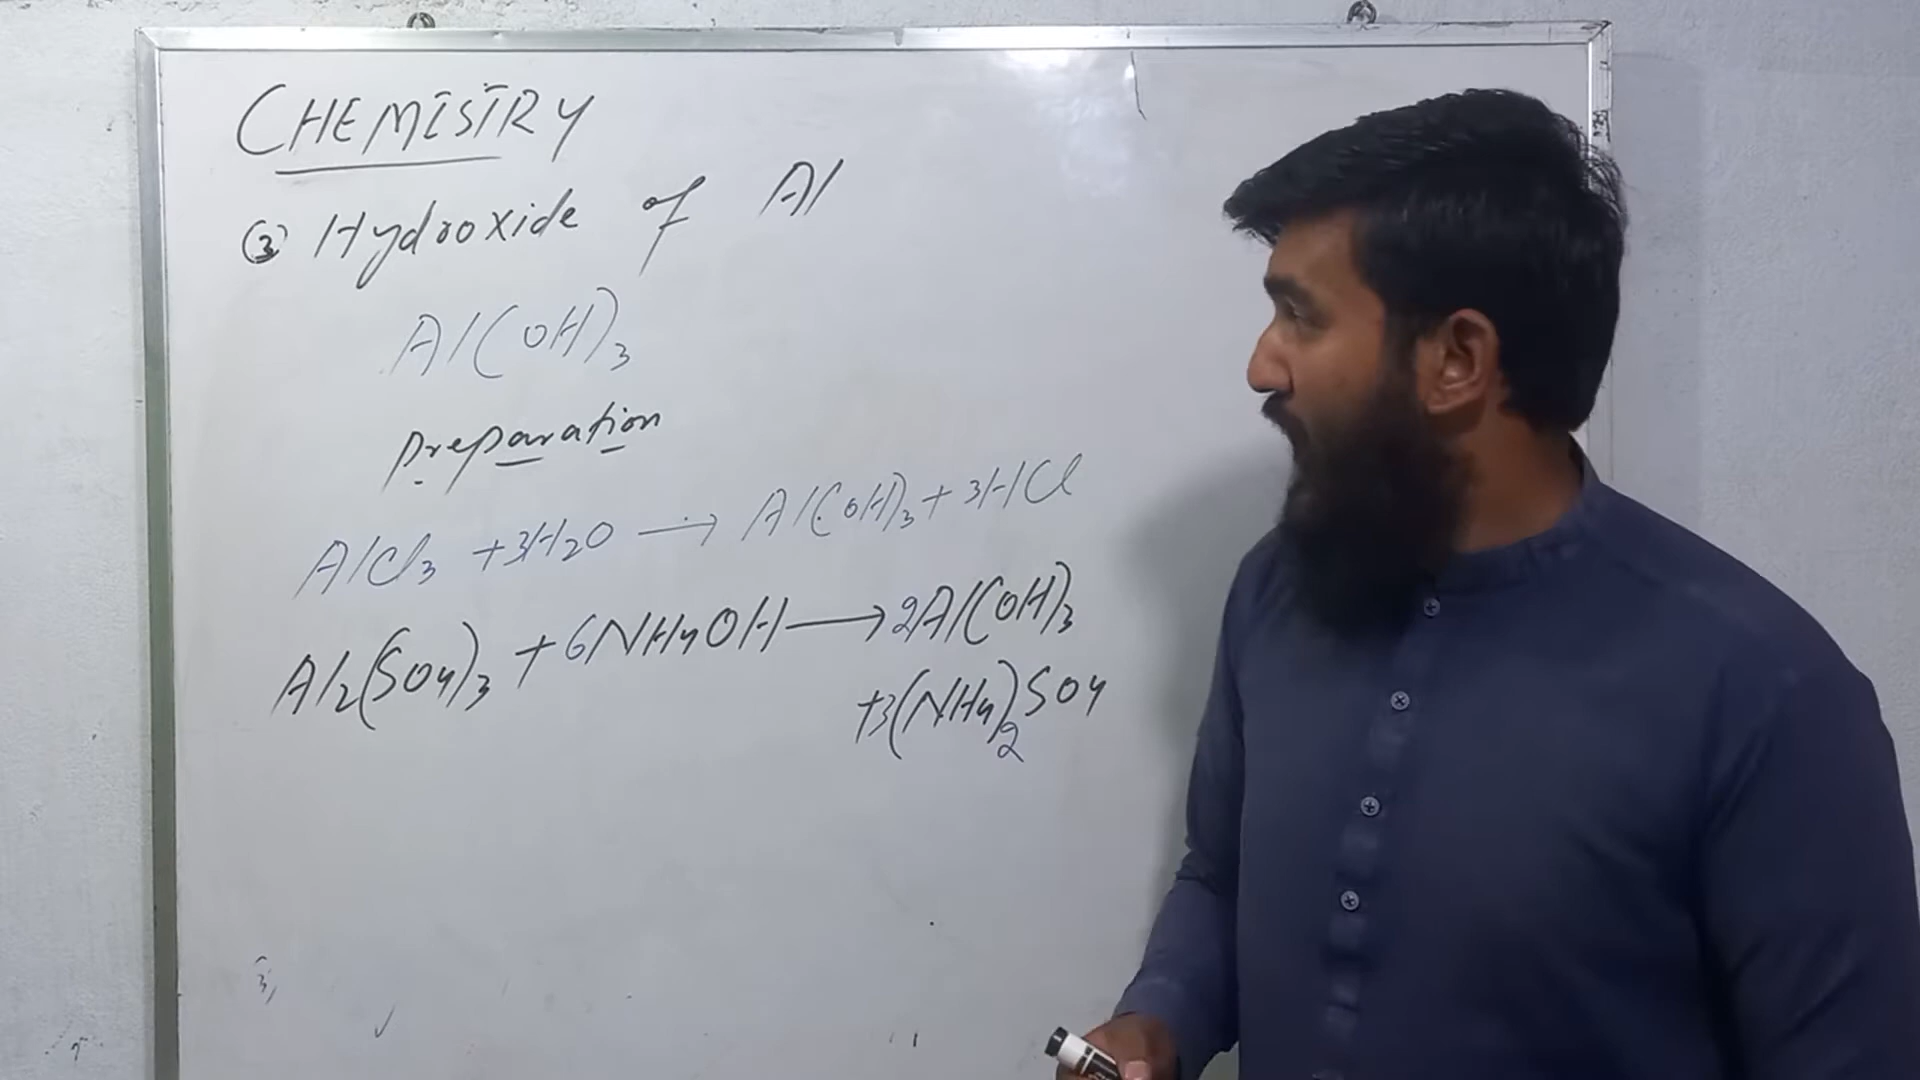 CHEMISTRY
(3) Hydroxide of Al
Al(OH)3
Preparation
AlCl3 + 3H2O → Al(OH)3 + 3HCl
Al2(SO4)3 + 6NH4OH → 2Al(OH)3
+3(NH4)2SO4